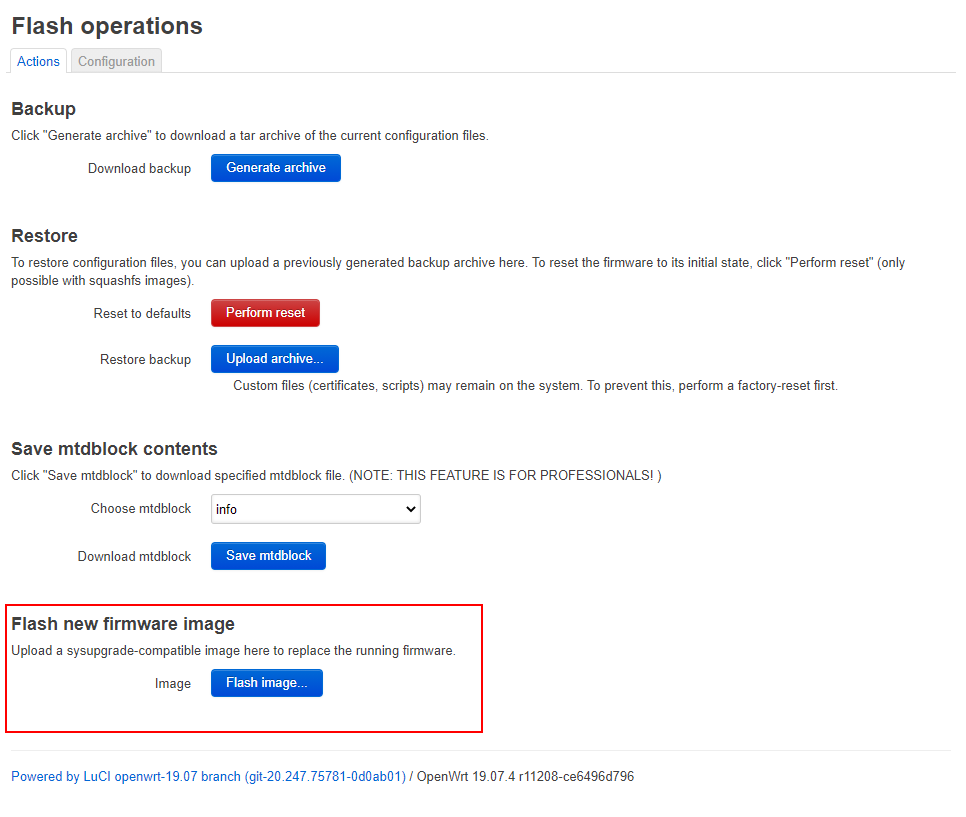 Flash operations
Actions Configuration
Backup
Click "Generate archive" to download a tar archive of the current configuration files.
Download backup Generate archive
Restore
To restore configuration files, you can upload a previously generated backup archive here. To reset the firmware to its initial state, click "Perform reset" (only
possible with squashfs images).
Reset to defaults Perform reset
Restore backup Upload archive...
Custom files (certificates, scripts) may remain on the system. To prevent this, perform a factory-reset first.
Save mtdblock contents
Click "Save mtdblock" to download specified mtdblock file. (NOTE: THIS FEATURE IS FOR PROFESSIONALS! )
Choose mtdblock info
Download mtdblock Save mtdblock
Flash new firmware image
Upload a sysupgrade-compatible image here to replace the running firmware.
Image Flash image...
Powered by LuCI openwrt-19.07 branch (git-20.247.75781-0d0ab01) / OpenWrt 19.07.4 r11208-ce6496d796